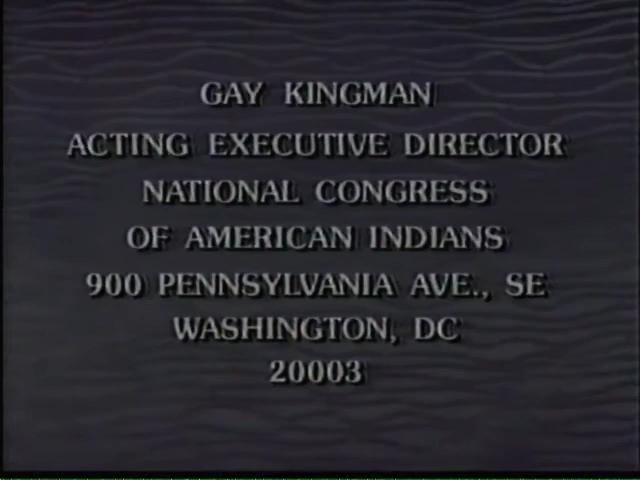 GAY KINGMAN
ACTING EXECUTIVE DIRECTOR
NATIONAL CONGRESS
OF AMERICAN INDIANS
900 PENNSYLVANIA AVE., SE
WASHINGTON, DC
20003